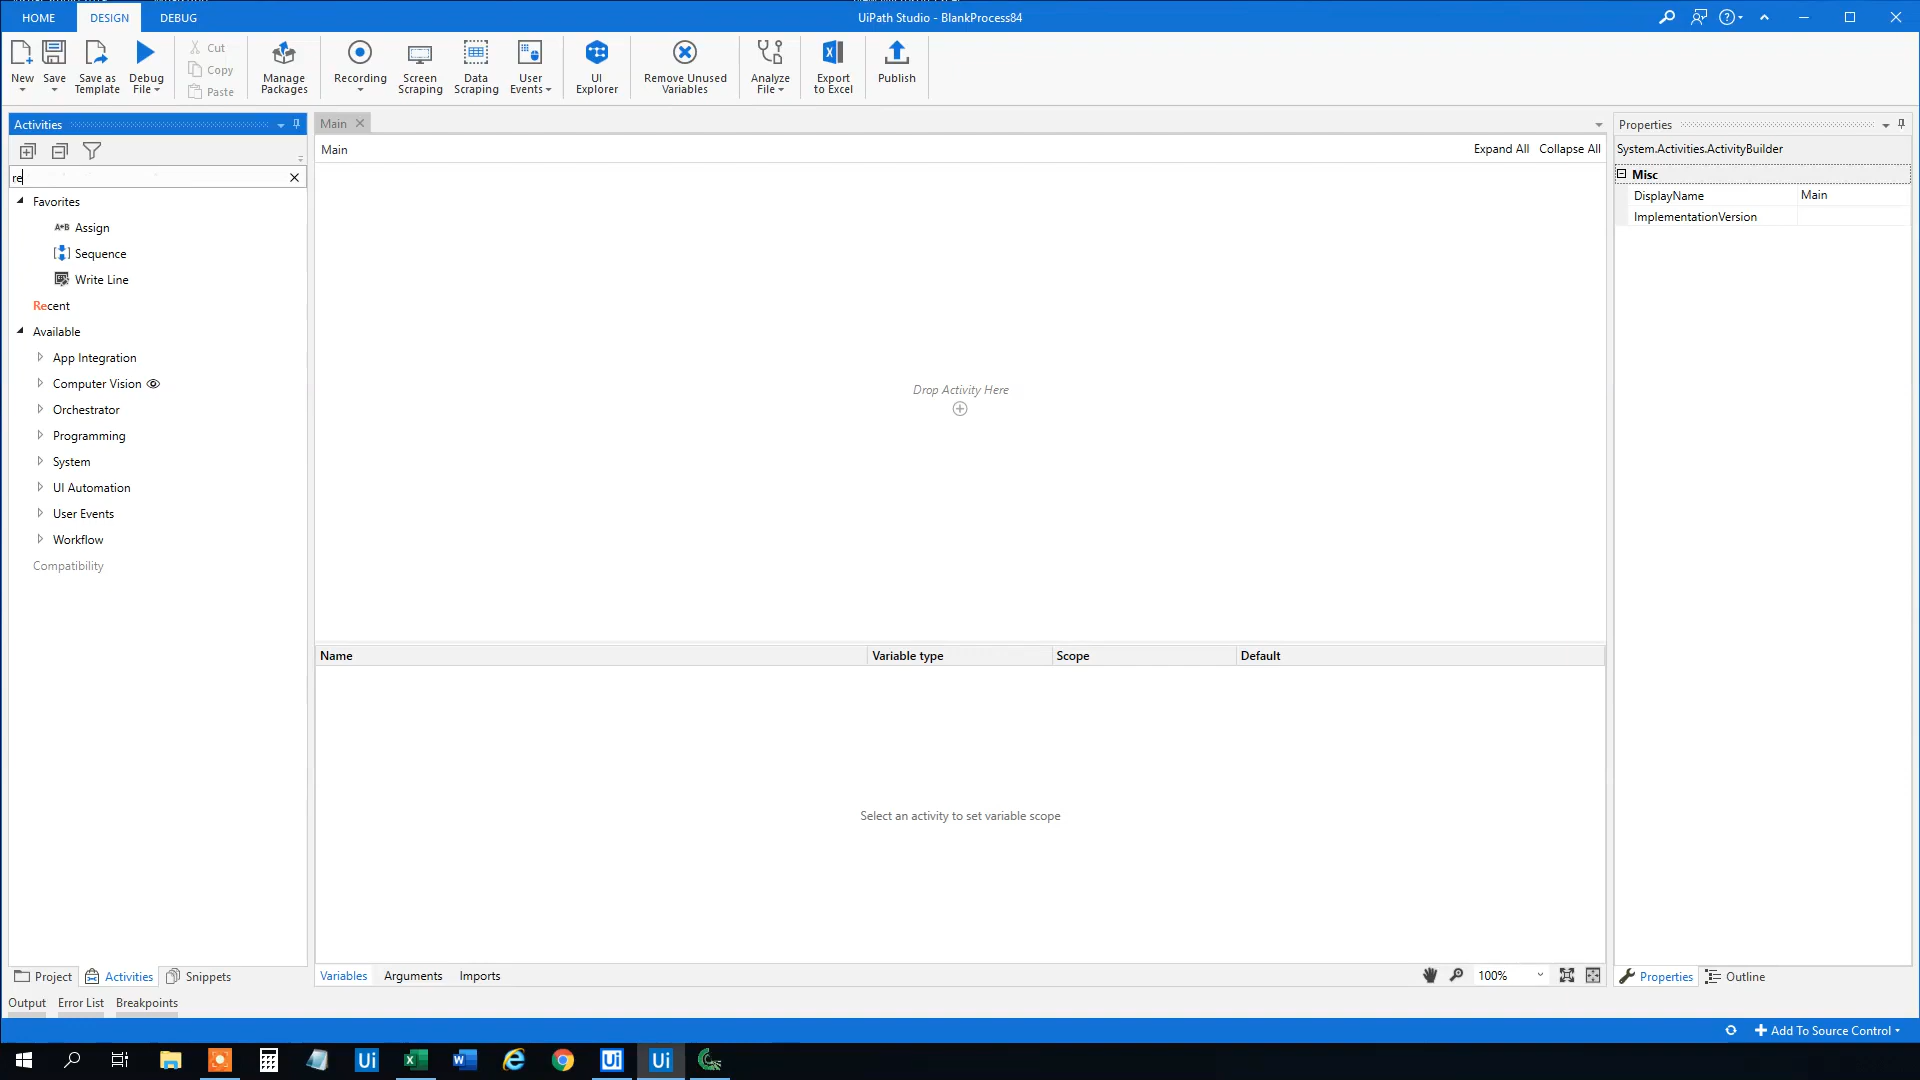 HOME DESIGN DEBUG UiPath Studio - BlankProcess84
New Save Save as Template Debug File Cut Copy Paste Manage Packages Recording Screen Scraping Data Scraping User Events UI Explorer Remove Unused Variables Analyze File Export to Excel Publish
Activities
re
Favorites
Assign
Sequence
Write Line
Recent
Available
App Integration
Computer Vision
Orchestrator
Programming
System
UI Automation
User Events
Workflow
Compatibility
Project Activities Snippets
Main
Main Expand All Collapse All
Drop Activity Here
Name Variable type Scope Default
Select an activity to set variable scope
Variables Arguments Imports 100%
Properties
System.Activities.ActivityBuilder
Misc
DisplayName Main
ImplementationVersion
Properties Outline
Output Error List Breakpoints
Add To Source Control